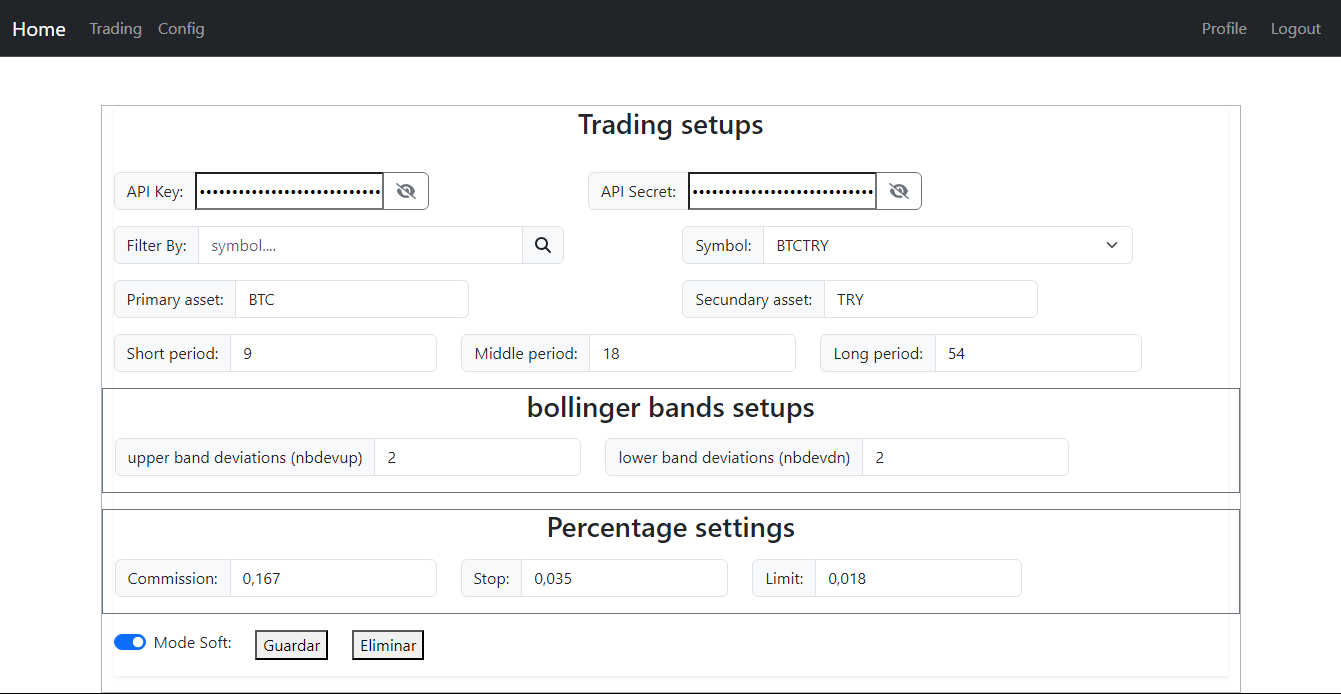 Home Trading Config Profile Logout
Trading setups
API Key: •••••••••••••••••••••••••••• API Secret: ••••••••••••••••••••••••••••
Filter By: symbol.... Symbol: BTCTRY
Primary asset: BTC Secundary asset: TRY
Short period: 9 Middle period: 18 Long period: 54
bollinger bands setups
upper band deviations (nbdevup) 2 lower band deviations (nbdevdn) 2
Percentage settings
Commission: 0,167 Stop: 0,035 Limit: 0,018
Mode Soft: Guardar Eliminar